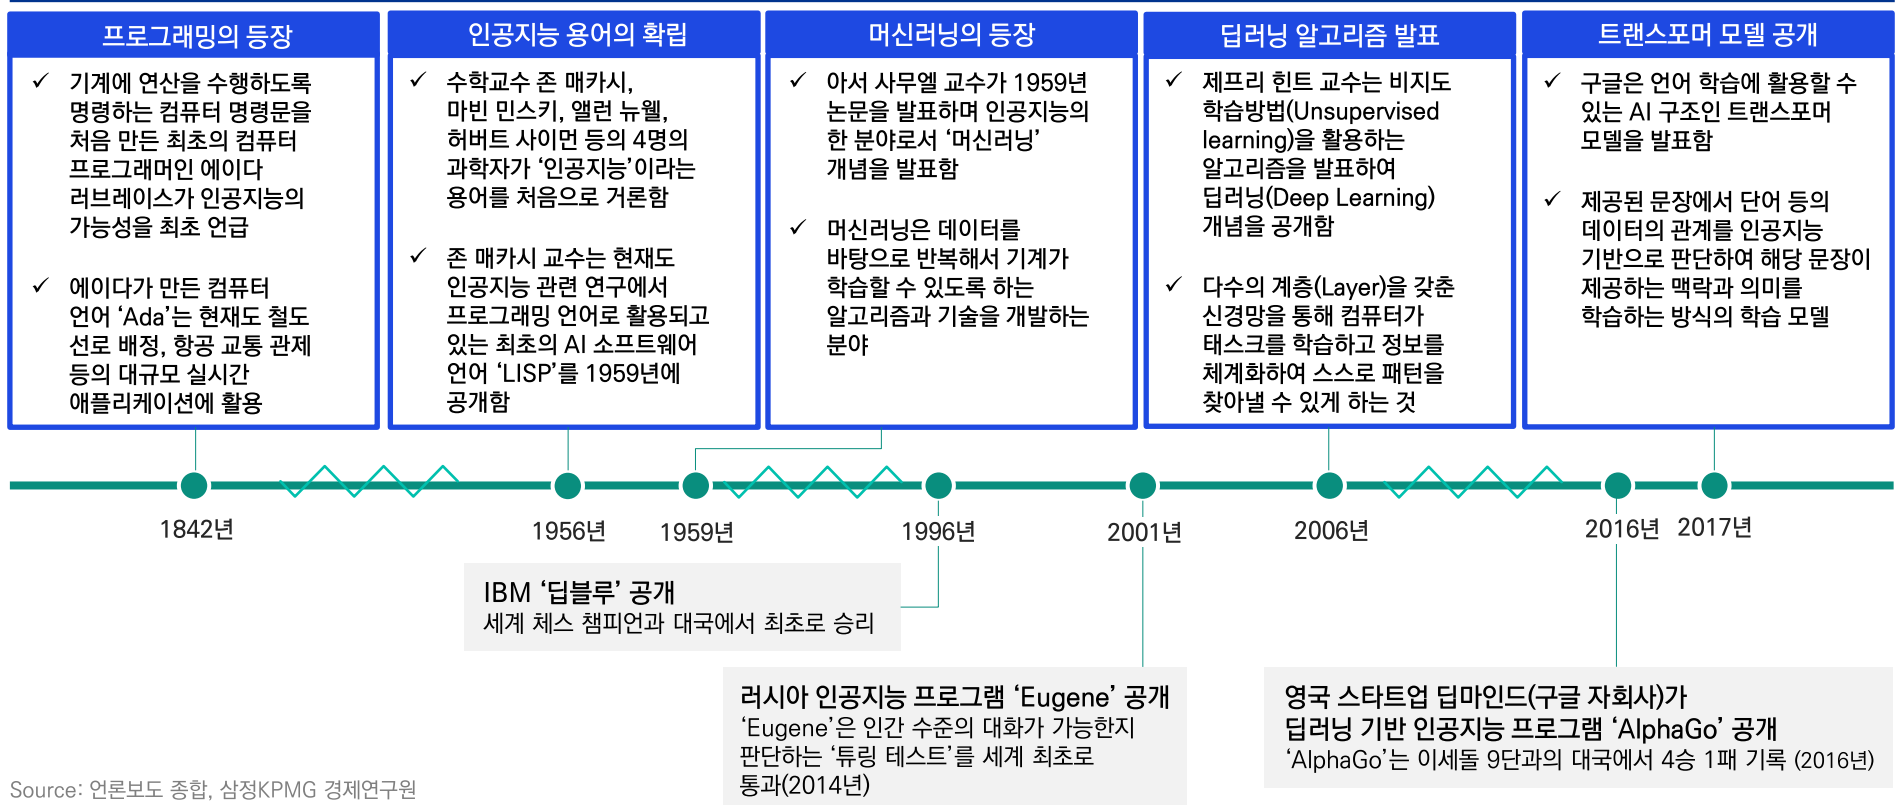 프로그래밍의 등장
기계에 연산을 수행하도록
명령하는 컴퓨터 명령문을
처음 만든 최초의 컴퓨터
프로그래머인 에이다
러브레이스가 인공지능의
가능성을 최초 언급
에이다가 만든 컴퓨터
언어 ‘Ada’는 현재도 철도
선로 배정, 항공 교통 관제
등의 대규모 실시간
애플리케이션에 활용
인공지능 용어의 확립
수학교수 존 매카시,
마빈 민스키, 앨런 뉴웰,
허버트 사이먼 등의 4명의
과학자가 ‘인공지능’이라는
용어를 처음으로 거론함
존 매카시 교수는 현재도
인공지능 관련 연구에서
프로그래밍 언어로 활용되고
있는 최초의 AI 소프트웨어
언어 ‘LISP’를 1959년에
공개함
머신러닝의 등장
아서 사무엘 교수가 1959년
논문을 발표하며 인공지능의
한 분야로서 ‘머신러닝’
개념을 발표함
머신러닝은 데이터를
바탕으로 반복해서 기계가
학습할 수 있도록 하는
알고리즘과 기술을 개발하는
분야
딥러닝 알고리즘 발표
제프리 힌트 교수는 비지도
학습방법(Unsupervised
learning)을 활용하는
알고리즘을 발표하여
딥러닝(Deep Learning)
개념을 공개함
다수의 계층(Layer)을 갖춘
신경망을 통해 컴퓨터가
태스크를 학습하고 정보를
체계화하여 스스로 패턴을
찾아낼 수 있게 하는 것
트랜스포머 모델 공개
구글은 언어 학습에 활용할 수
있는 AI 구조인 트랜스포머
모델을 발표함
제공된 문장에서 단어 등의
데이터의 관계를 인공지능
기반으로 판단하여 해당 문장이
제공하는 맥락과 의미를
학습하는 방식의 학습 모델
1842년
1956년
1959년
1996년
2001년
2006년
2016년
2017년
IBM ‘딥블루’ 공개
세계 체스 챔피언과 대국에서 최초로 승리
러시아 인공지능 프로그램 ‘Eugene’ 공개
‘Eugene’은 인간 수준의 대화가 가능한지
판단하는 ‘튜링 테스트’를 세계 최초로
통과(2014년)
영국 스타트업 딥마인드(구글 자회사)가
딥러닝 기반 인공지능 프로그램 ‘AlphaGo’ 공개
‘AlphaGo’는 이세돌 9단과의 대국에서 4승 1패 기록 (2016년)
Source: 언론보도 종합, 삼정KPMG 경제연구원